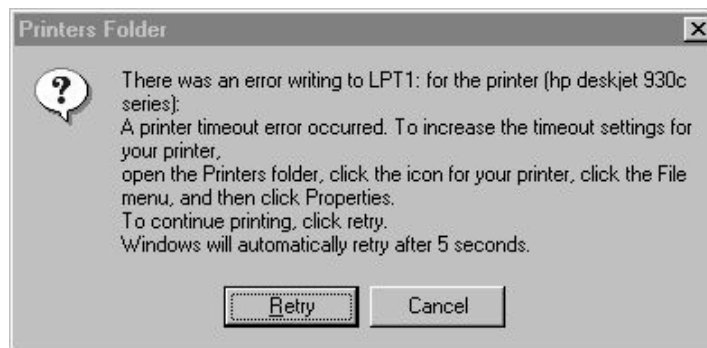 Printers Folder
There was an error writing to LPT1: for the printer (hp deskjet 930c
series):
A printer timeout error occurred. To increase the timeout settings for
your printer,
open the Printers folder, click the icon for your printer, click the File
menu, and then click Properties.
To continue printing, click retry.
Windows will automatically retry after 5 seconds.
Retry
Cancel